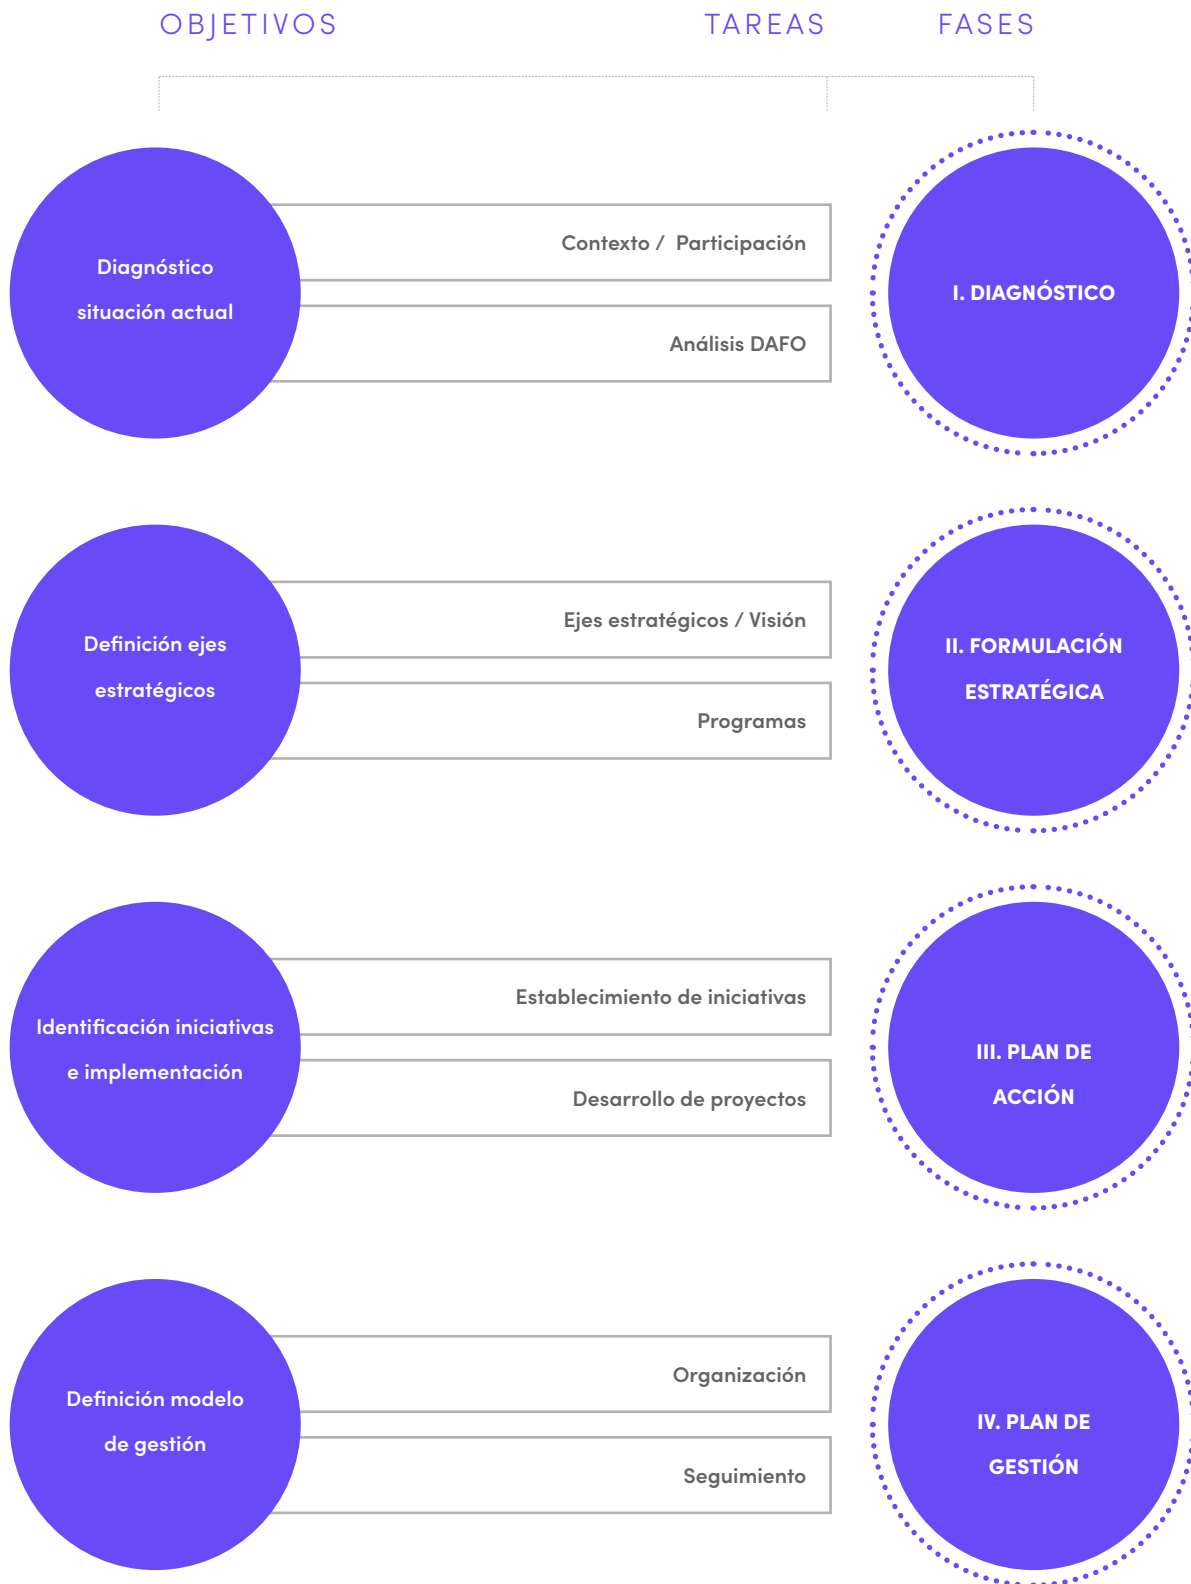 OBJETIVOS
TAREAS
FASES
Diagnóstico
situación actual
Contexto / Participación
Análisis DAFO
I. DIAGNÓSTICO
Definición ejes
estratégicos
Ejes estratégicos / Visión
Programas
II. FORMULACIÓN
ESTRATÉGICA
Identificación iniciativas
e implementación
Establecimiento de iniciativas
Desarrollo de proyectos
III. PLAN DE
ACCIÓN
Definición modelo
de gestión
Organización
Seguimiento
IV. PLAN DE
GESTIÓN